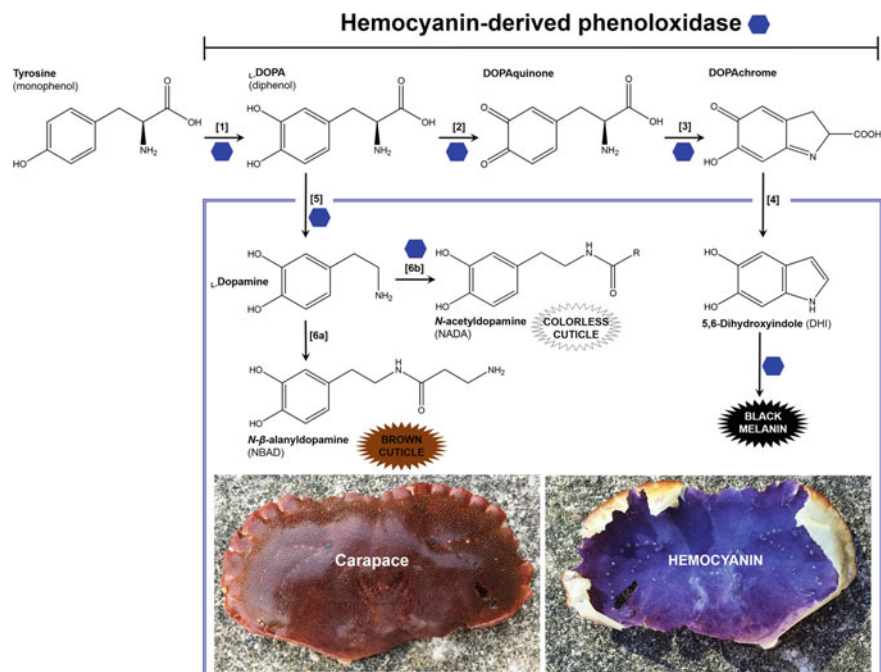 Hemocyanin-derived phenoloxidase
Tyrosine
(monophenol)
L-DOPA
(diphenol)
DOPAquinone
DOPAchrome
HO
O
OH
NH2
[1]
HO
HO
O
OH
NH2
[2]
O
O
O
OH
NH2
[3]
O
HO
N
COOH
[5]
[4]
L-Dopamine
HO
HO
NH2
[6b]
HO
HO
H
N
O
R
N-acetyldopamine
(NADA)
COLORLESS
CUTICLE
HO
HO
N
H
5,6-Dihydroxyindole (DHI)
[6a]
HO
HO
H
N
O
NH2
N-β-alanyldopamine
(NBAD)
BROWN
CUTICLE
BLACK
MELANIN
Carapace
HEMOCYANIN